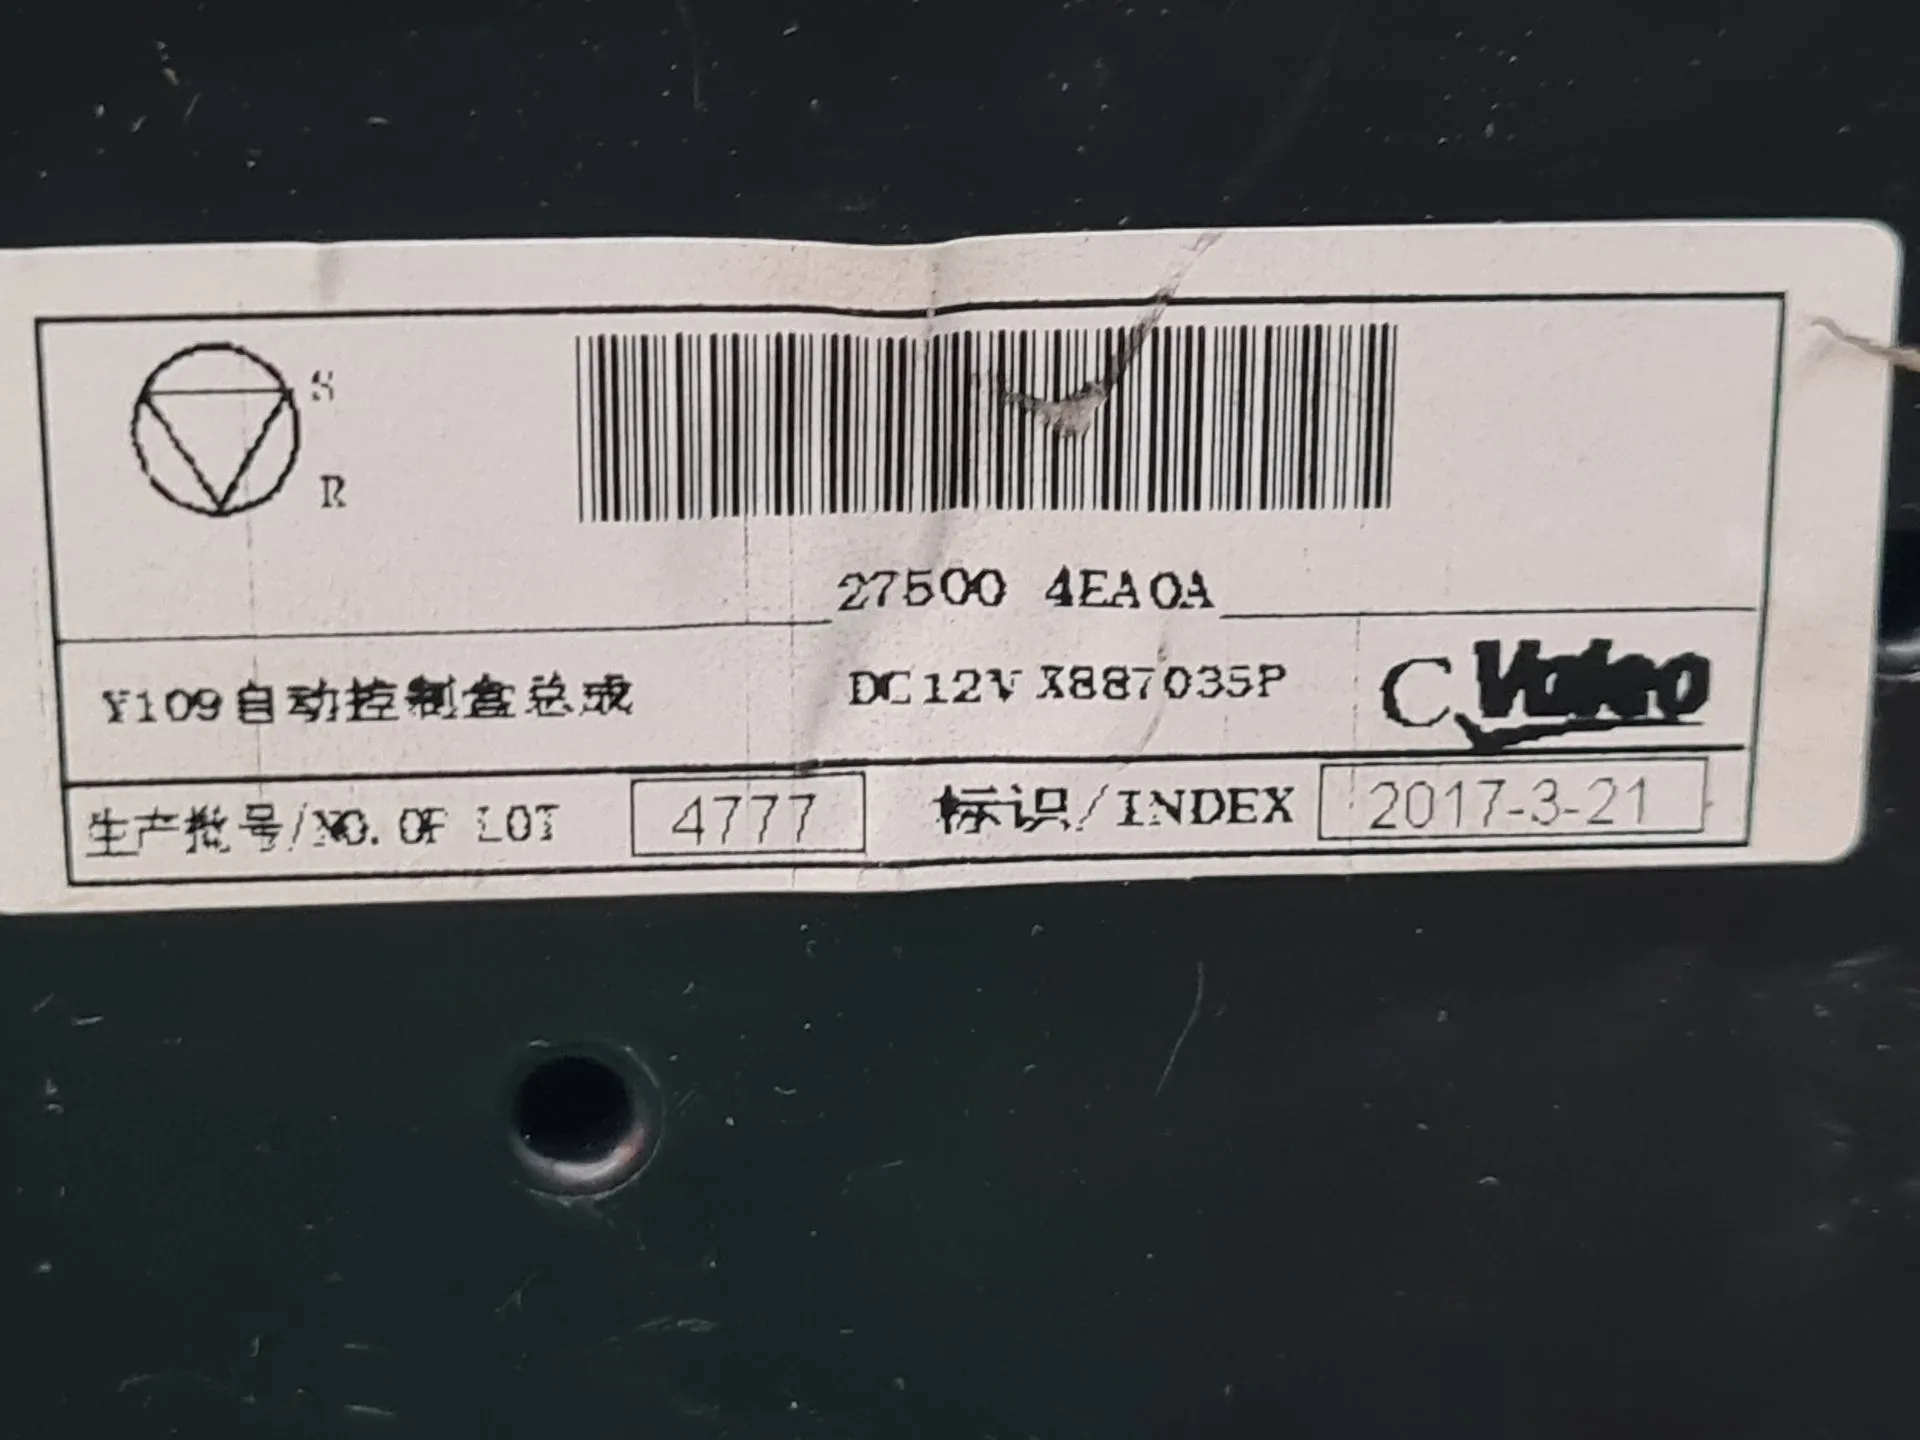 S
R
27500 4EA0A
Y109自动控制盒总成 DC12V X887035P C Valeo
生产批号/NO. OF LOT 4777 标识/INDEX 2017-3-21